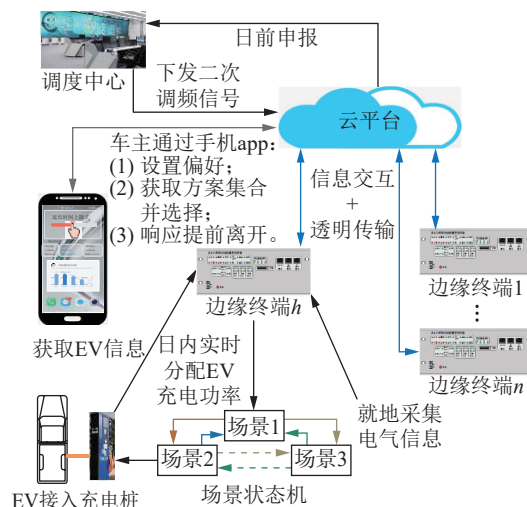 日前申报
调度中心
下发二次
调频信号
云平台
车主通过手机app：
(1) 设置偏好；
(2) 获取方案集合
并选择；
(3) 响应提前离开。
信息交互
+
透明传输
边缘终端h
边缘终端1
⋮
边缘终端n
获取EV信息
日内实时
分配EV
充电功率
就地采集
电气信息
场景1
场景2
场景3
场景状态机
EV接入充电桩